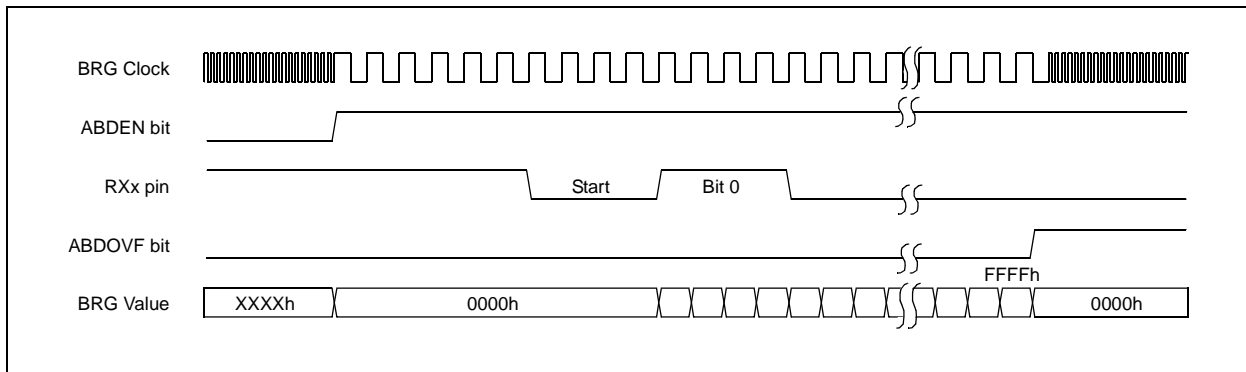 BRG Clock
ABDEN bit
RXx pin
Start
Bit 0
ABDOVF bit
FFFFh
BRG Value
XXXXh
0000h
0000h